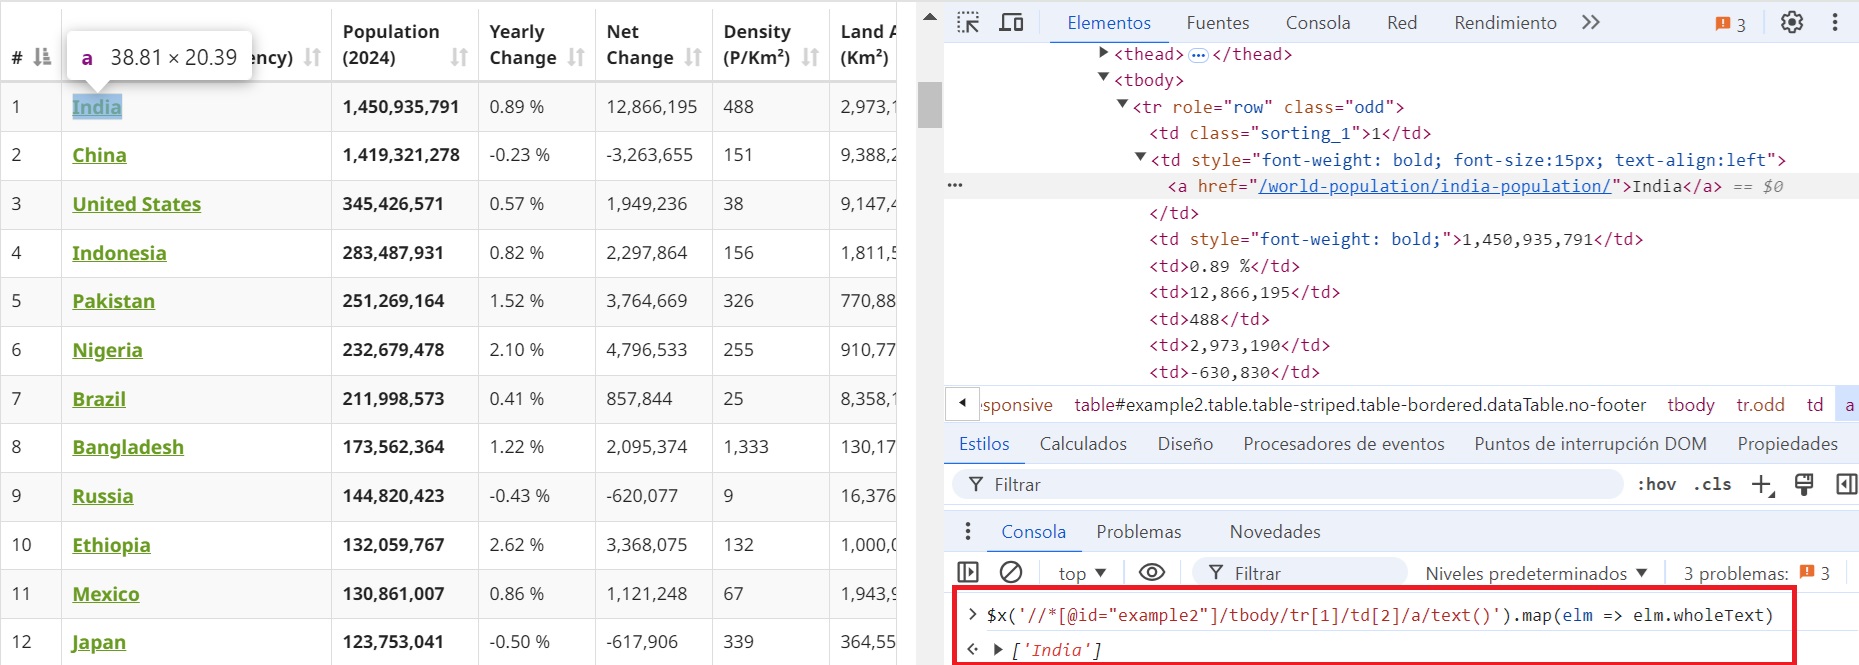 #
a 38.81 × 20.39
ency)
Population
(2024)
Yearly
Change
Net
Change
Density
(P/Km²)
Land A
(Km²)
1 India 1,450,935,791 0.89 % 12,866,195 488 2,973,1
2 China 1,419,321,278 -0.23 % -3,263,655 151 9,388,2
3 United States 345,426,571 0.57 % 1,949,236 38 9,147,4
4 Indonesia 283,487,931 0.82 % 2,297,864 156 1,811,5
5 Pakistan 251,269,164 1.52 % 3,764,669 326 770,88
6 Nigeria 232,679,478 2.10 % 4,796,533 255 910,77
7 Brazil 211,998,573 0.41 % 857,844 25 8,358,1
8 Bangladesh 173,562,364 1.22 % 2,095,374 1,333 130,17
9 Russia 144,820,423 -0.43 % -620,077 9 16,376
10 Ethiopia 132,059,767 2.62 % 3,368,075 132 1,000,0
11 Mexico 130,861,007 0.86 % 1,121,248 67 1,943,9
12 Japan 123,753,041 -0.50 % -617,906 339 364,55
Elementos Fuentes Consola Red Rendimiento 3
<thead> ··· </thead>
<tbody>
<tr role="row" class="odd">
<td class="sorting_1">1</td>
<td style="font-weight: bold; font-size:15px; text-align:left">
··· <a href="/world-population/india-population/">India</a> == $0
</td>
<td style="font-weight: bold;">1,450,935,791</td>
<td>0.89 %</td>
<td>12,866,195</td>
<td>488</td>
<td>2,973,190</td>
<td>-630,830</td>
sponsive table#example2.table.table-striped.table-bordered.dataTable.no-footer tbody tr.odd td a
Estilos Calculados Diseño Procesadores de eventos Puntos de interrupción DOM Propiedades
Filtrar :hov .cls
Consola Problemas Novedades
top Filtrar Niveles predeterminados 3 problemas: 3
> $x('//*[@id="example2"]/tbody/tr[1]/td[2]/a/text()').map(elm => elm.wholeText)
['India']